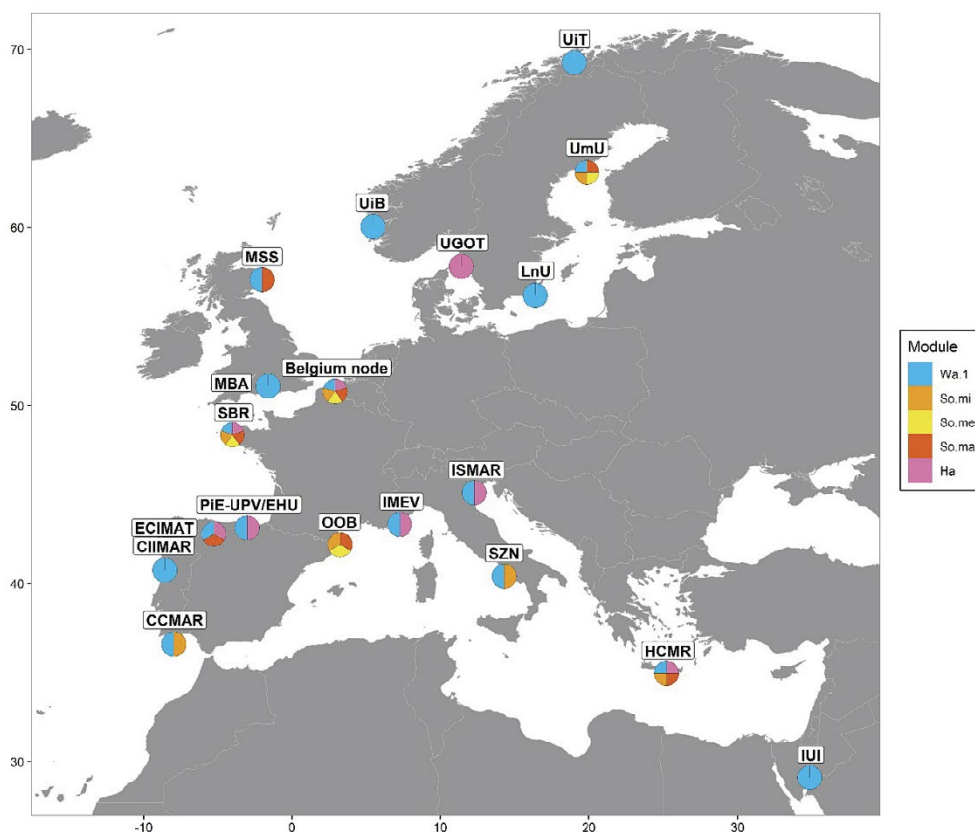 70
60
50
40
30
-10
0
10
20
30
UiT
UmU
UiB
UGOT
MSS
LnU
MBA
Belgium node
SBR
ISMAR
PiE-UPV/EHU
IMEV
ECIMAT
OOB
CIIMAR
SZN
CCMAR
HCMR
IUI
Module
Wa.1
So.mi
So.me
So.ma
Ha